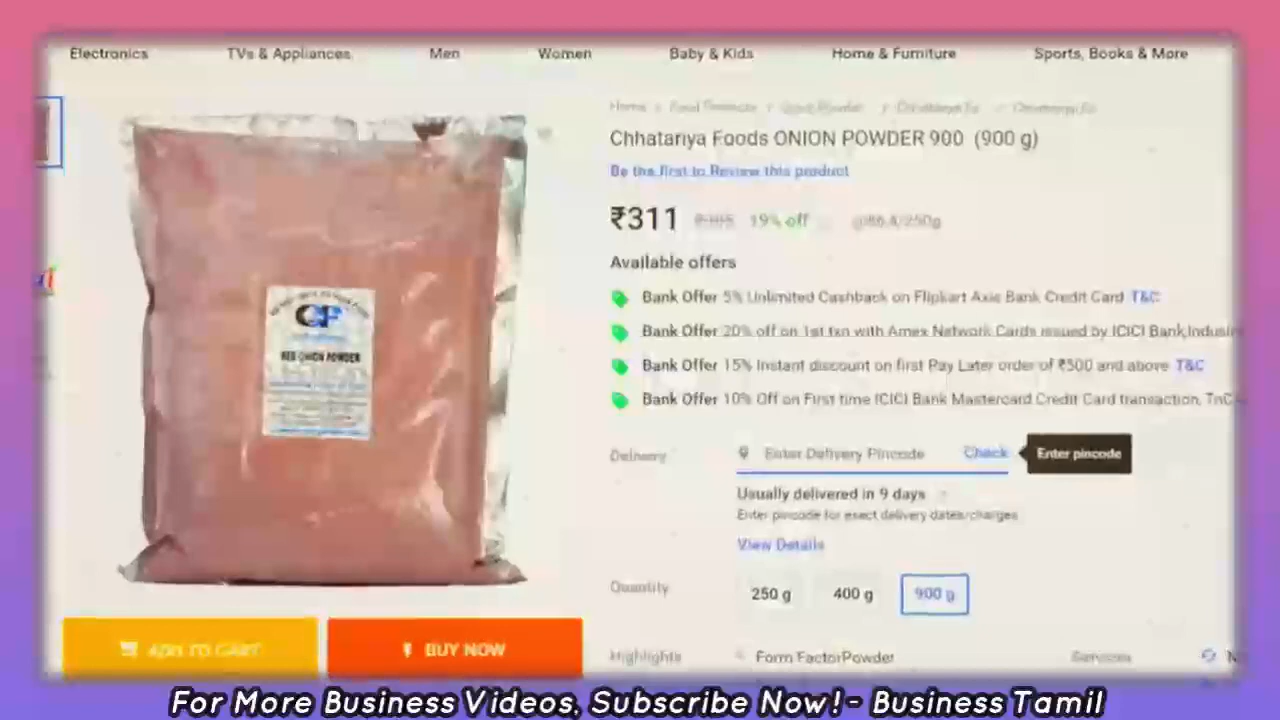 Electronics TVs & Appliances Men Women Baby & Kids Home & Furniture Sports, Books & More
Home
Chhatariya Foods ONION POWDER 900 (900 g)
Be the first to Review this product
₹311 19% off
Available offers
Bank Offer 5% Unlimited Cashback on Flipkart Axis Bank Credit Card T&C
Bank Offer 20% off on 1st txn with Amex Network Cards issued by ICICI Bank,
Bank Offer 15% Instant discount on first Pay Later order of ₹500 and above T&C
Bank Offer 10% Off on First time ICICI Bank Mastercard Credit Card transaction,
RED ONION POWDER
Delivery Enter Delivery Pincode Check Enter pincode
Usually delivered in 9 days
Enter pincode for exact delivery dates/charges
View Details
Quantity 250 g 400 g 900 g
ADD TO CART BUY NOW
Highlights Form FactorPowder Services
For More Business Videos, Subscribe Now! - Business Tamil